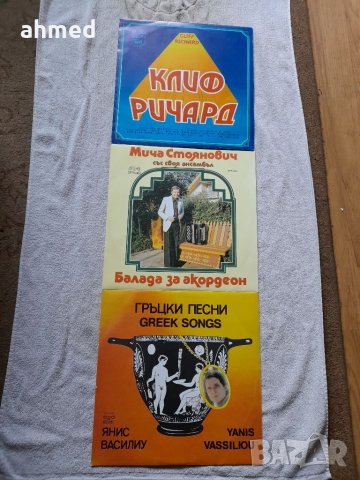 ahmed
CLIFF
RICHARD
КЛИФ
РИЧАРД
Мича Стоянович
със своя ансамбъл
Балада за акордеон
ГРЪЦКИ ПЕСНИ
GREEK SONGS
ЯНИС
ВАСИЛИУ
YANIS
VASSILIOU
BAZAR